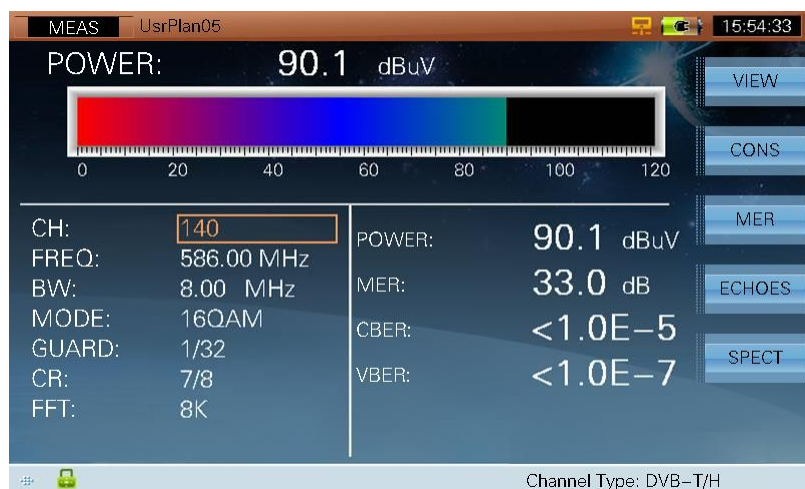 MEAS UsrPlan05 15:54:33
POWER: 90.1 dBuV
0 20 40 60 80 100 120
CH: 140
FREQ: 586.00 MHz
BW: 8.00 MHz
MODE: 16QAM
GUARD: 1/32
CR: 7/8
FFT: 8K
POWER: 90.1 dBuV
MER: 33.0 dB
CBER: <1.0E–5
VBER: <1.0E–7
VIEW
CONS
MER
ECHOES
SPECT
Channel Type: DVB–T/H